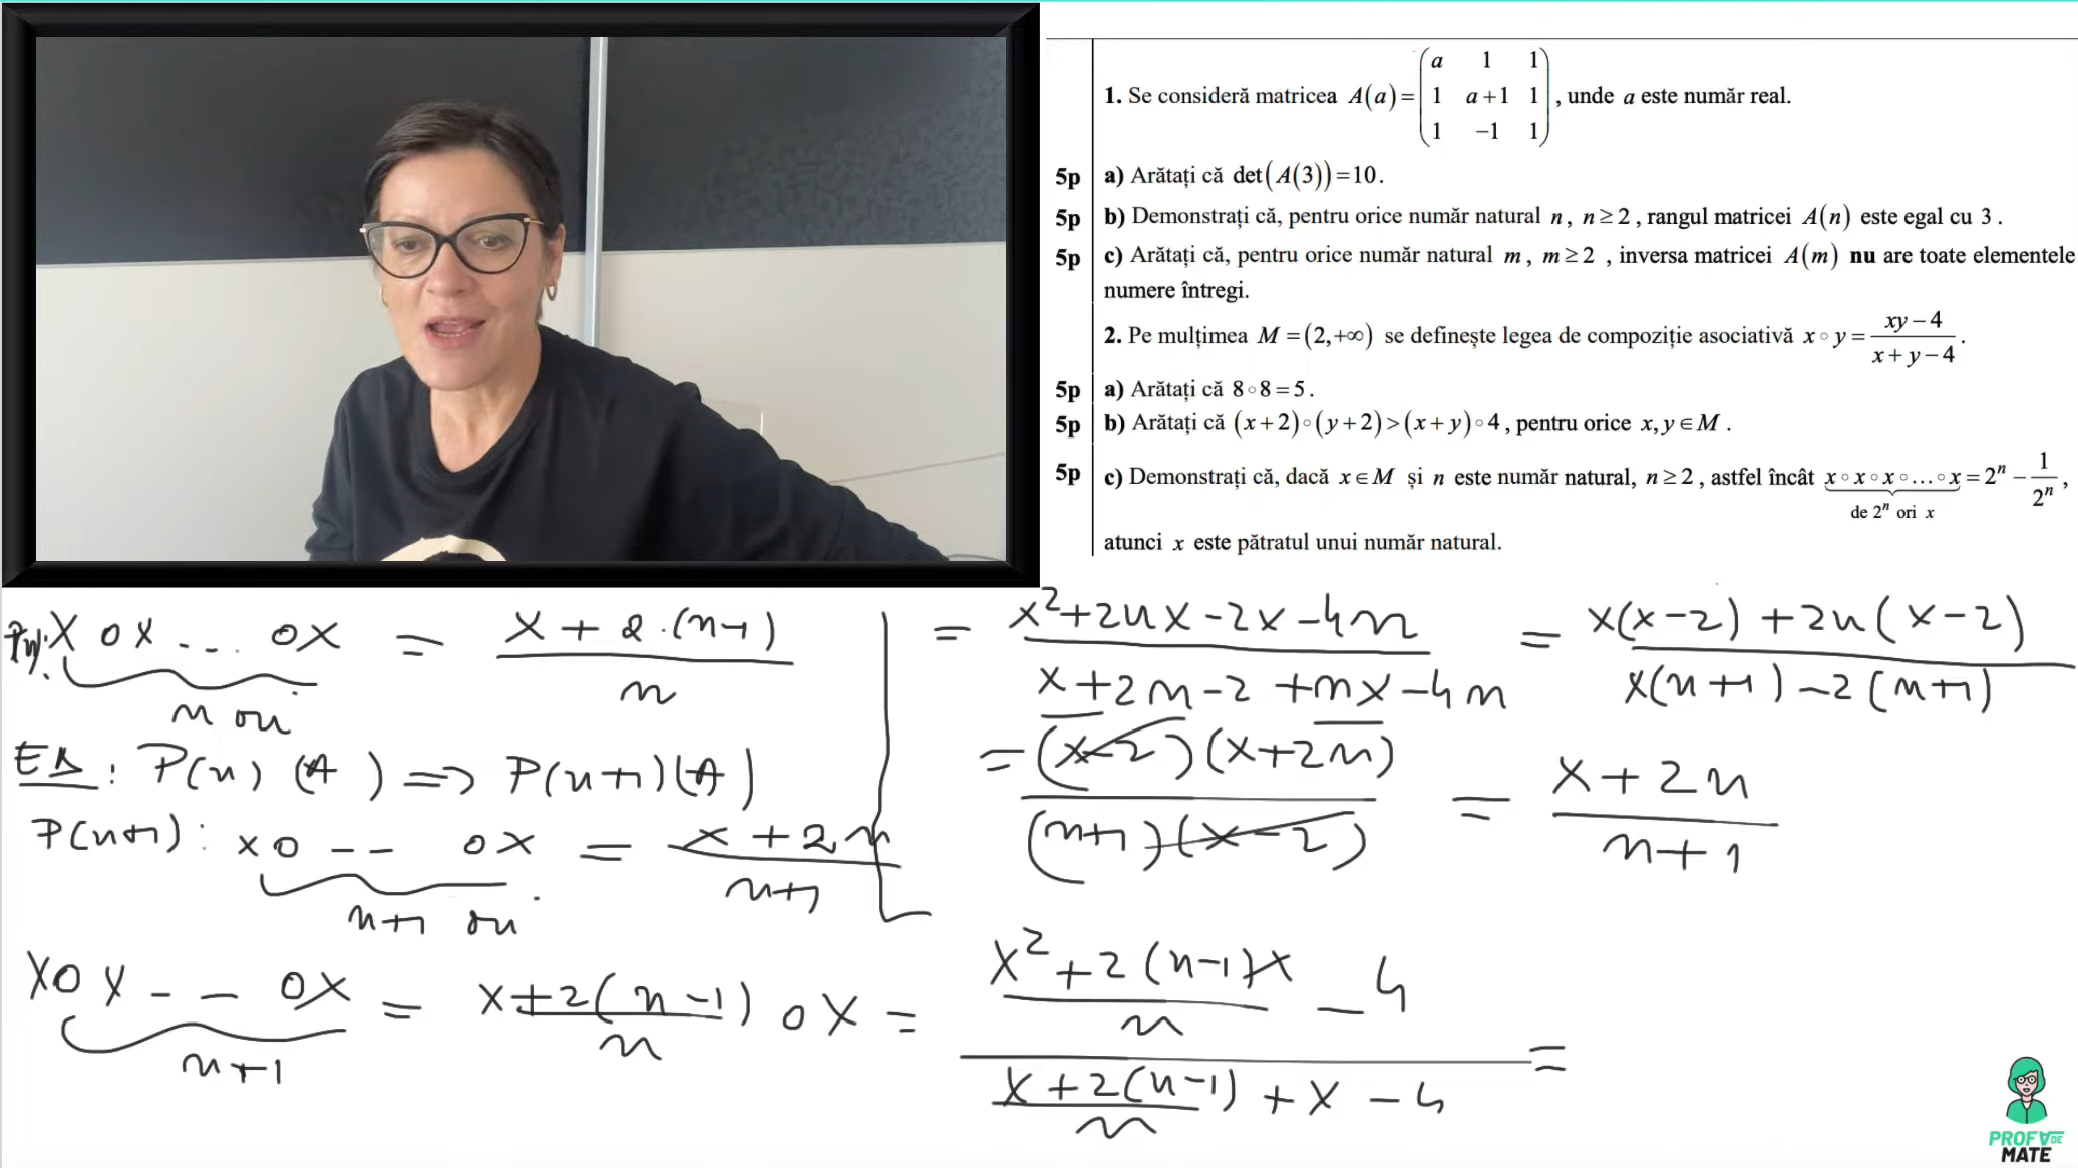 1. Se consideră matricea A(a) = ( a 1 1 ; 1 a+1 1 ; 1 −1 1 ), unde a este număr real.
5p a) Arătați că det(A(3)) = 10.
5p b) Demonstrați că, pentru orice număr natural n, n ≥ 2, rangul matricei A(n) este egal cu 3.
5p c) Arătați că, pentru orice număr natural m, m ≥ 2, inversa matricei A(m) nu are toate elementele
numere întregi.
2. Pe mulțimea M = (2,+∞) se definește legea de compoziție asociativă x∘y = (xy−4)/(x+y−4).
5p a) Arătați că 8∘8 = 5.
5p b) Arătați că (x+2)∘(y+2) > (x+y)∘4, pentru orice x, y ∈ M.
5p c) Demonstrați că, dacă x ∈ M și n este număr natural, n ≥ 2, astfel încât x∘x∘x∘...∘x = 2ⁿ − 1/2ⁿ,
de 2ⁿ ori x
atunci x este pătratul unui număr natural.
x o x ... o x = (x + 2·(n-1))/n
n ori
P(n) (A) => P(n+1) (A)
P(n+1): x o -- o x = (x + 2n)/(n+1)
n+1 ori
x o x -- o x = (x+2(n-1))/n o x = ((x²+2(n-1)x)/n - 4)/((x+2(n-1))/n + x - 4) =
n+1
= (x²+2nx-2x-4n)/(x+2n-2+nx-4n) = (x(x-2)+2n(x-2))/(x(n+1)-2(n+1))
= ((x-2)(x+2n))/((n+1)(x-2)) = (x+2n)/(n+1)
PROFA DE
MATE